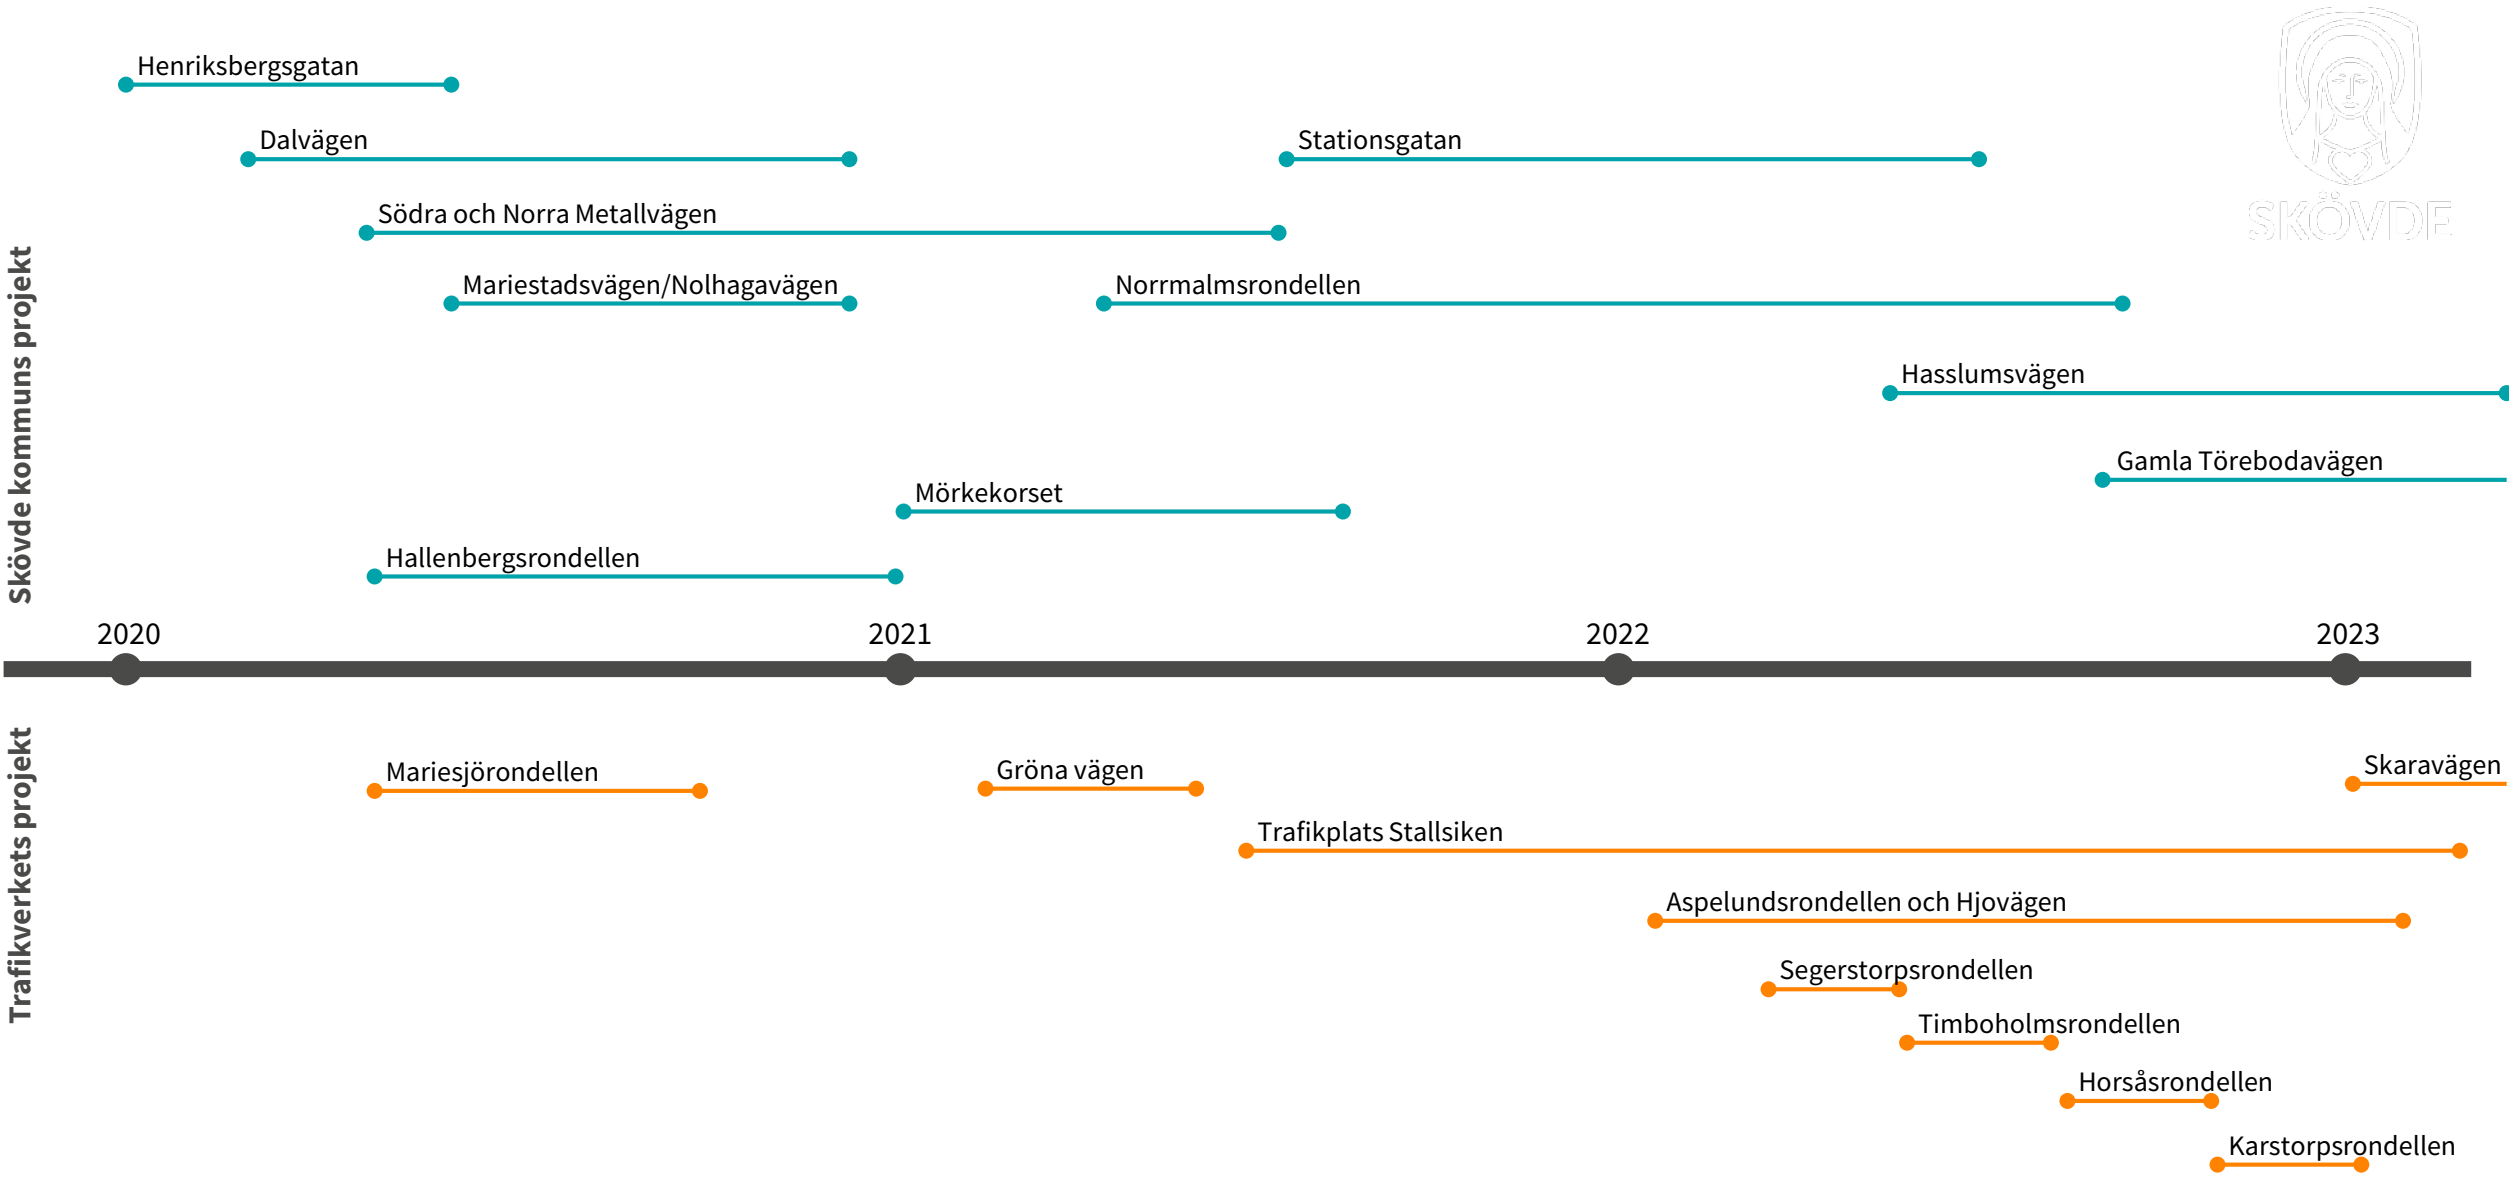 Henriksbergsgatan
Dalvägen
Stationsgatan
SKÖVDE
Södra och Norra Metallvägen
Mariestadsvägen/Nolhagavägen
Norrmalmsrondellen
Hasslumsvägen
Gamla Törebodavägen
Mörkekorset
Hallenbergsrondellen
Skövde kommuns projekt
2020
2021
2022
2023
Trafikverkets projekt
Mariesjörondellen
Gröna vägen
Skaravägen
Trafikplats Stallsiken
Aspelundsrondellen och Hjovägen
Segerstorpsrondellen
Timboholmsrondellen
Horsåsrondellen
Karstorpsrondellen